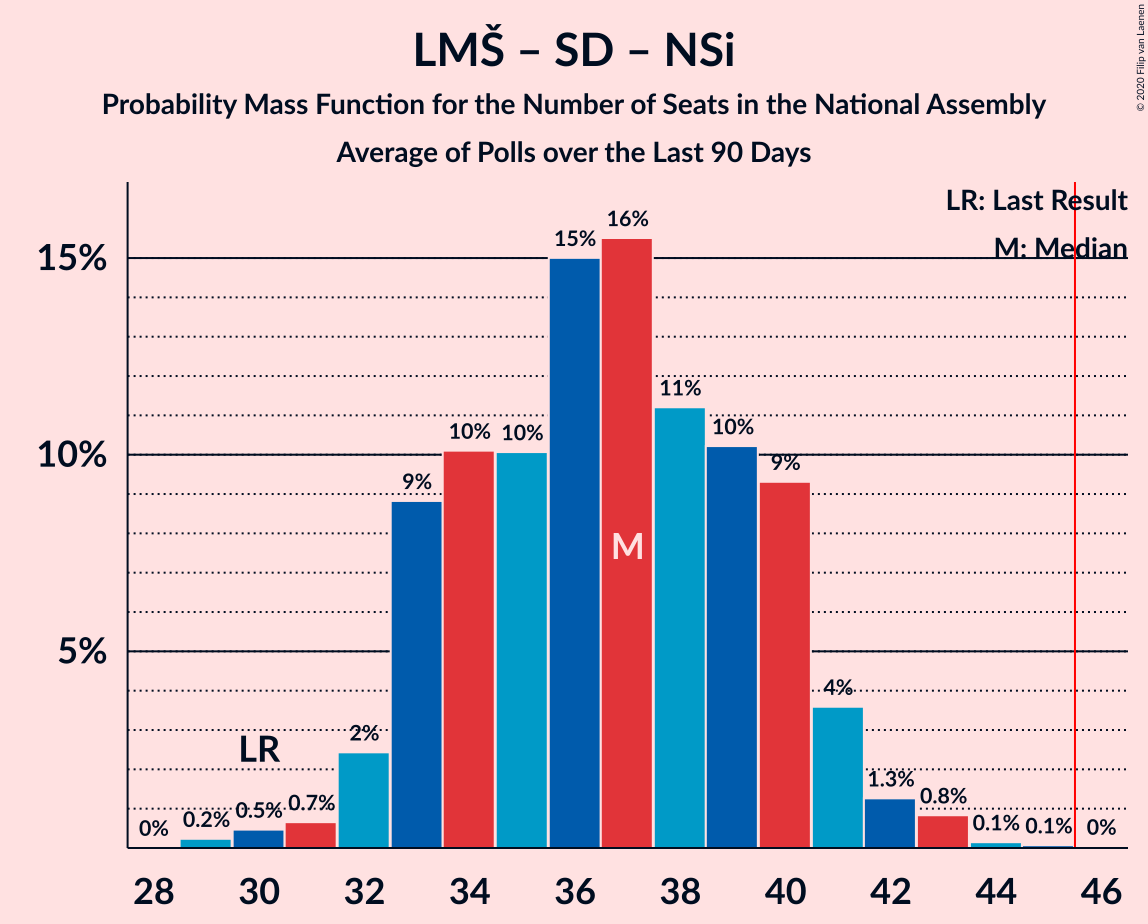 LMŠ – SD – NSi
Probability Mass Function for the Number of Seats in the National Assembly
Average of Polls over the Last 90 Days
© 2020 Filip van Laenen
LR: Last Result
M: Median
15%
10%
5%
0%
0.2%
0.5%
0.7%
2%
9%
10%
10%
15%
16%
11%
10%
9%
4%
1.3%
0.8%
0.1%
0.1%
0%
LR
M
28 30 32 34 36 38 40 42 44 46